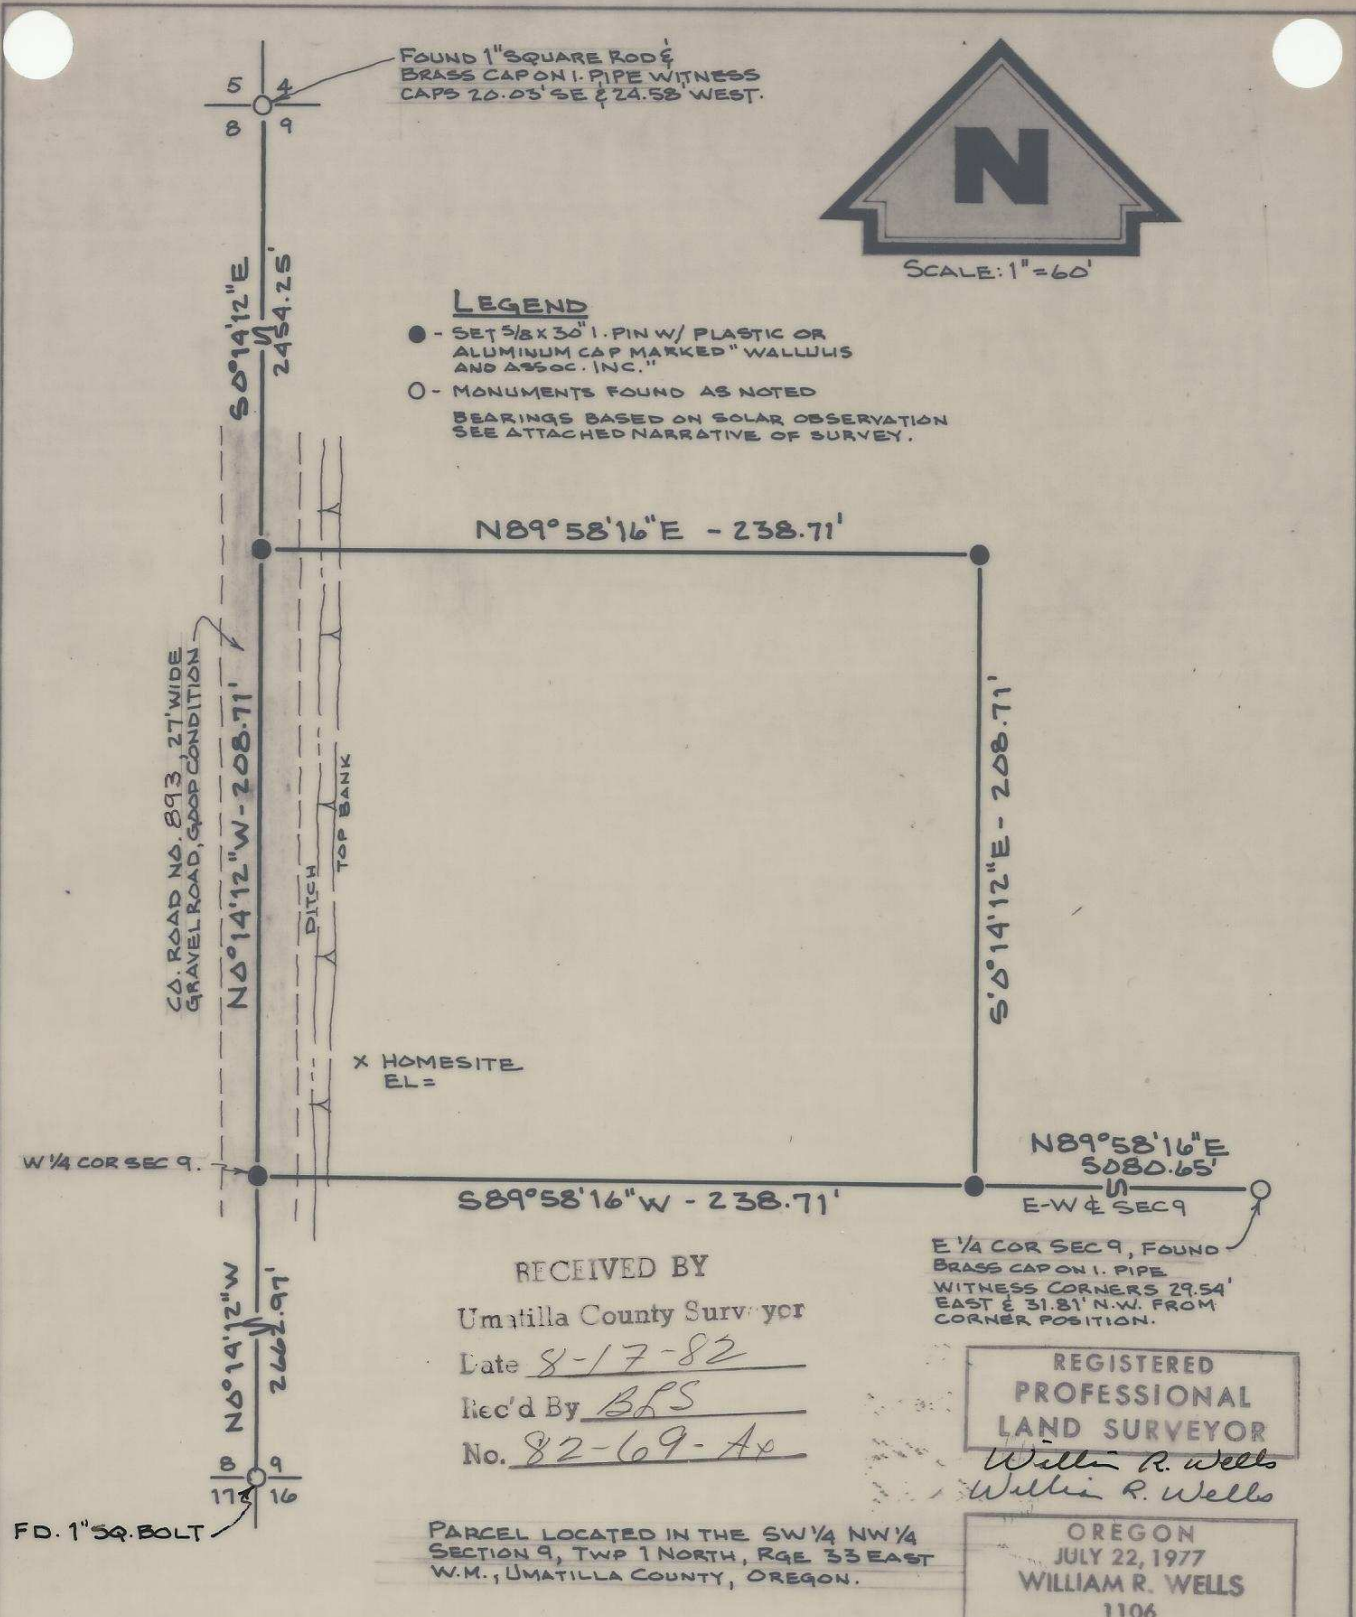 FOUND 1" SQUARE ROD &
BRASS CAP ON I. PIPE WITNESS
CAPS 20.03' SE & 24.58' WEST.
5 4
8 9
N
SCALE: 1" = 60'
S0°14'12"E
2454.25'
LEGEND
● - SET 5/8 X 30" I. PIN W/ PLASTIC OR
ALUMINUM CAP MARKED "WALLULIS
AND ASSOC. INC."
O - MONUMENTS FOUND AS NOTED
BEARINGS BASED ON SOLAR OBSERVATION
SEE ATTACHED NARRATIVE OF SURVEY.
N89°58'16"E - 238.71'
CO. ROAD NO. 893, 27' WIDE
GRAVEL ROAD, GOOD CONDITION
N0°14'12"W - 208.71'
DITCH
TOP BANK
S'0°14'12"E - 208.71'
X HOMESITE
EL =
W 1/4 COR SEC 9.
S89°58'16"W - 238.71'
N89°58'16"E
5080.65'
E-W ℄ SEC 9
E 1/4 COR SEC 9, FOUND
BRASS CAP ON I. PIPE
WITNESS CORNERS 29.54'
EAST & 31.81' N.W. FROM
CORNER POSITION.
N0°14'12"W
2662.97'
8 9
17 16
FD. 1" SQ. BOLT
RECEIVED BY
Umatilla County Surveyor
Date 8-17-82
Rec'd By BLS
No. 82-69-Ax
REGISTERED
PROFESSIONAL
LAND SURVEYOR
William R. Wells
William R. Wells
OREGON
JULY 22, 1977
WILLIAM R. WELLS
1106
PARCEL LOCATED IN THE SW 1/4 NW 1/4
SECTION 9, TWP 1 NORTH, RGE 33 EAST
W.M., UMATILLA COUNTY, OREGON.